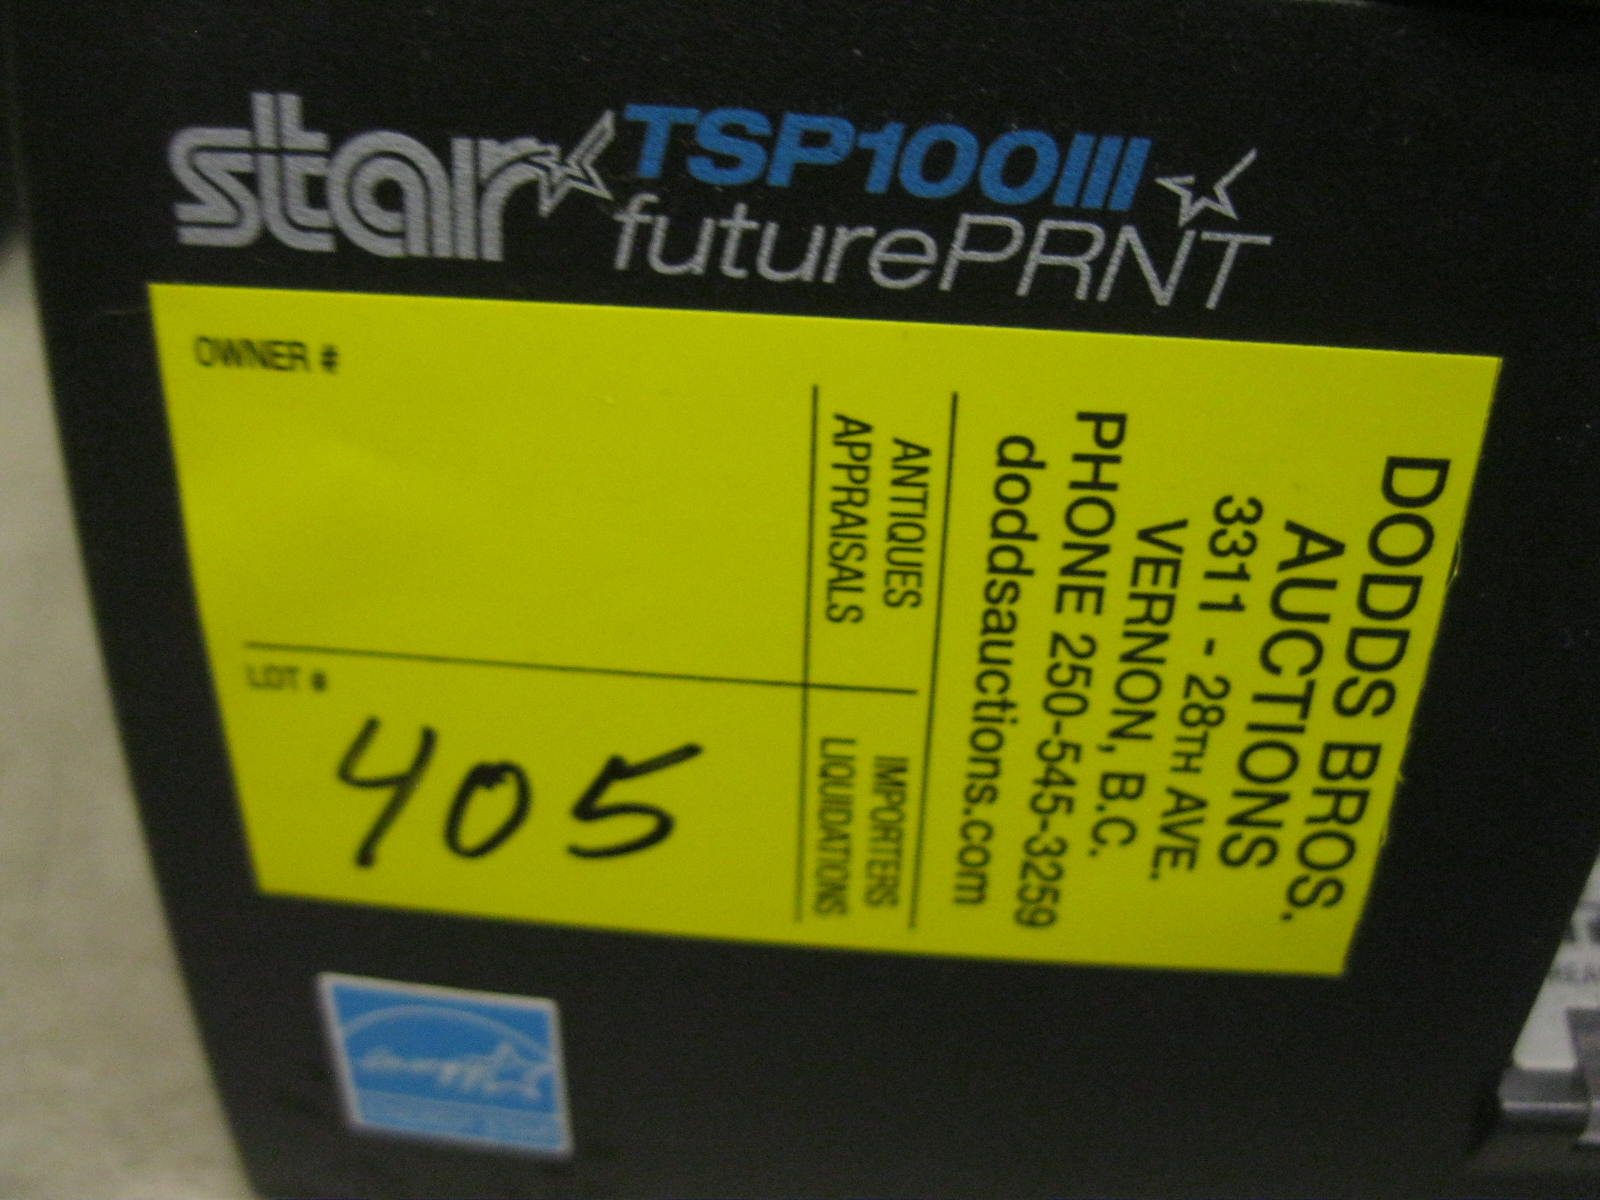 star TSP100III
futurePRNT
OWNER #
LOT #
405
DODDS BROS.
AUCTIONS
3311 - 28TH AVE.
VERNON, B.C.
PHONE 250-545-3259
doddsauctions.com
ANTIQUES
APPRAISALS
IMPORTERS
LIQUIDATIONS